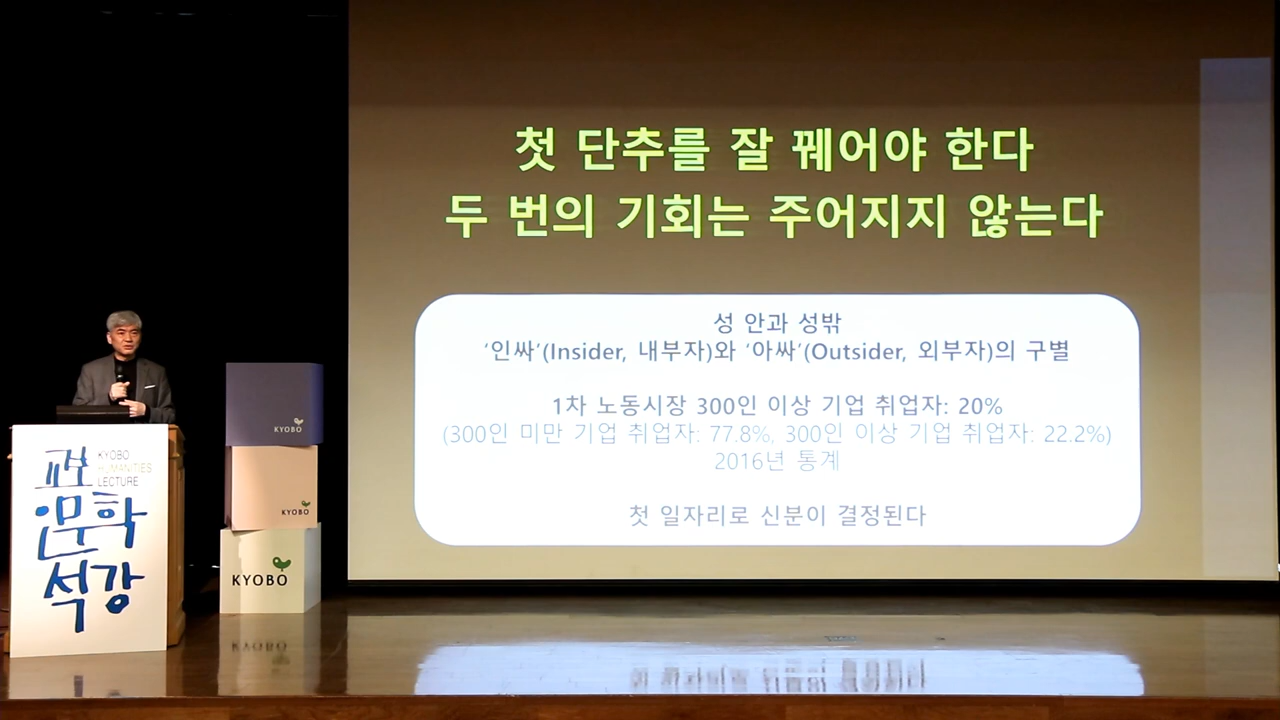 첫 단추를 잘 꿰어야 한다
두 번의 기회는 주어지지 않는다
성 안과 성밖
‘인싸’(Insider, 내부자)와 ‘아싸’(Outsider, 외부자)의 구별
1차 노동시장 300인 이상 기업 취업자: 20%
(300인 미만 기업 취업자: 77.8%, 300인 이상 기업 취업자: 22.2%)
2016년 통계
첫 일자리로 신분이 결정된다
교보
KYOBO
HUMANITIES
LECTURE
인문학
석강
KYOBO
KYOBO
KYOBO